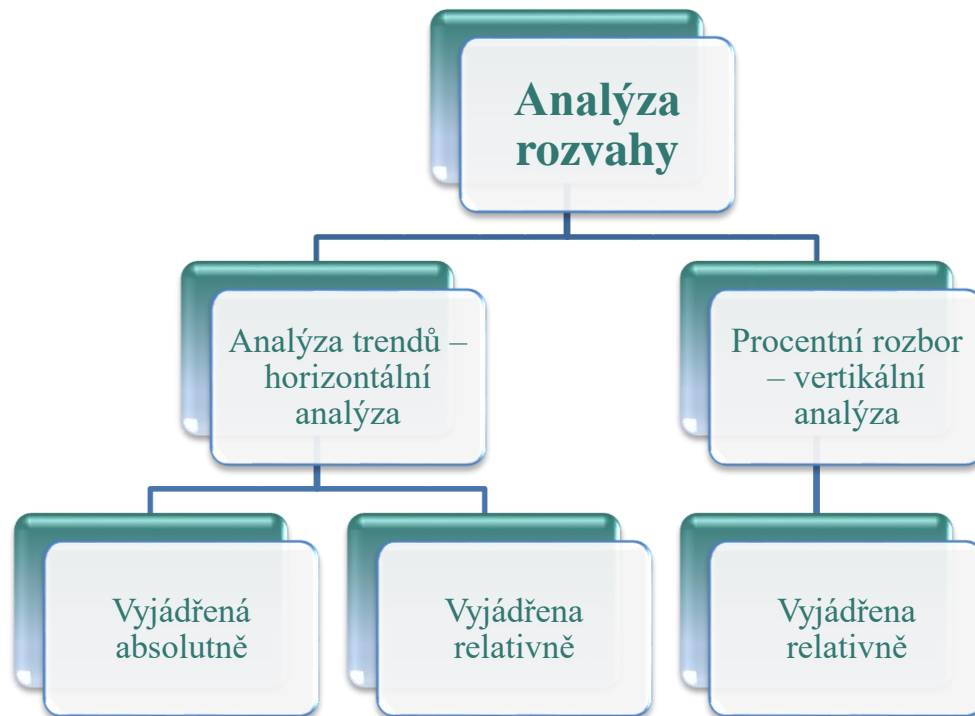 Analýza
rozvahy
Analýza trendů –
horizontální
analýza
Procentní rozbor
– vertikální
analýza
Vyjádřená
absolutně
Vyjádřena
relativně
Vyjádřena
relativně